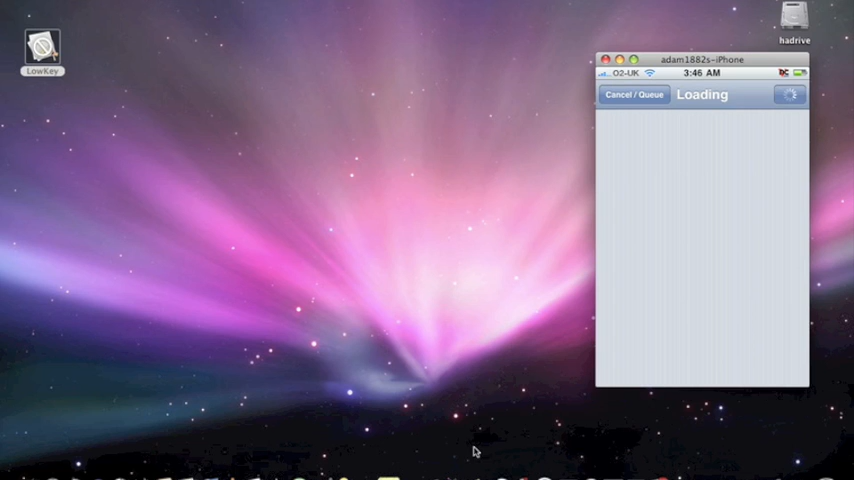 hadrive
LowKey
adam1882s-iPhone
O2-UK
3:46 AM
Cancel / Queue
Loading